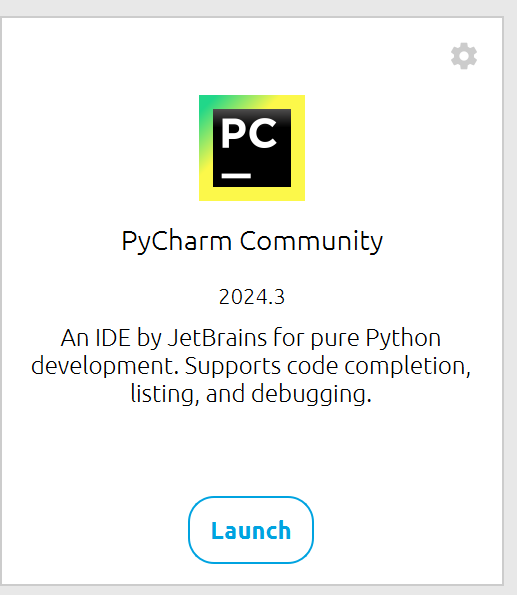 PC
PyCharm Community
2024.3
An IDE by JetBrains for pure Python
development. Supports code completion,
listing, and debugging.
Launch